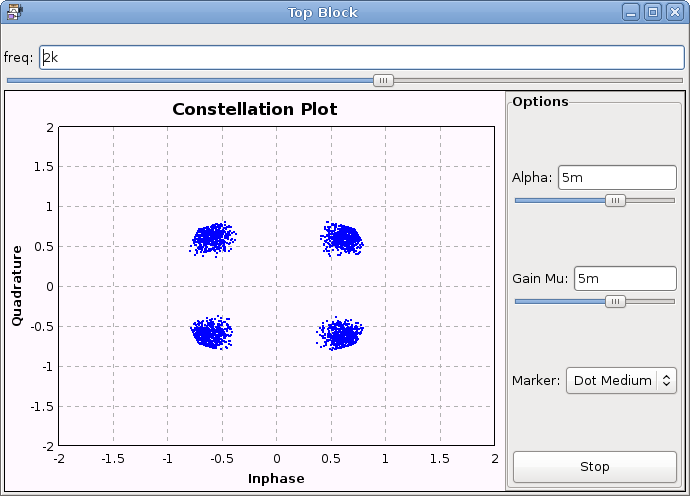 Top Block
freq: 2k
Constellation Plot
2
1.5
1
0.5
0
-0.5
-1
-1.5
-2
Quadrature
-2 -1.5 -1 -0.5 0 0.5 1 1.5 2
Inphase
Options
Alpha: 5m
Gain Mu: 5m
Marker: Dot Medium
Stop